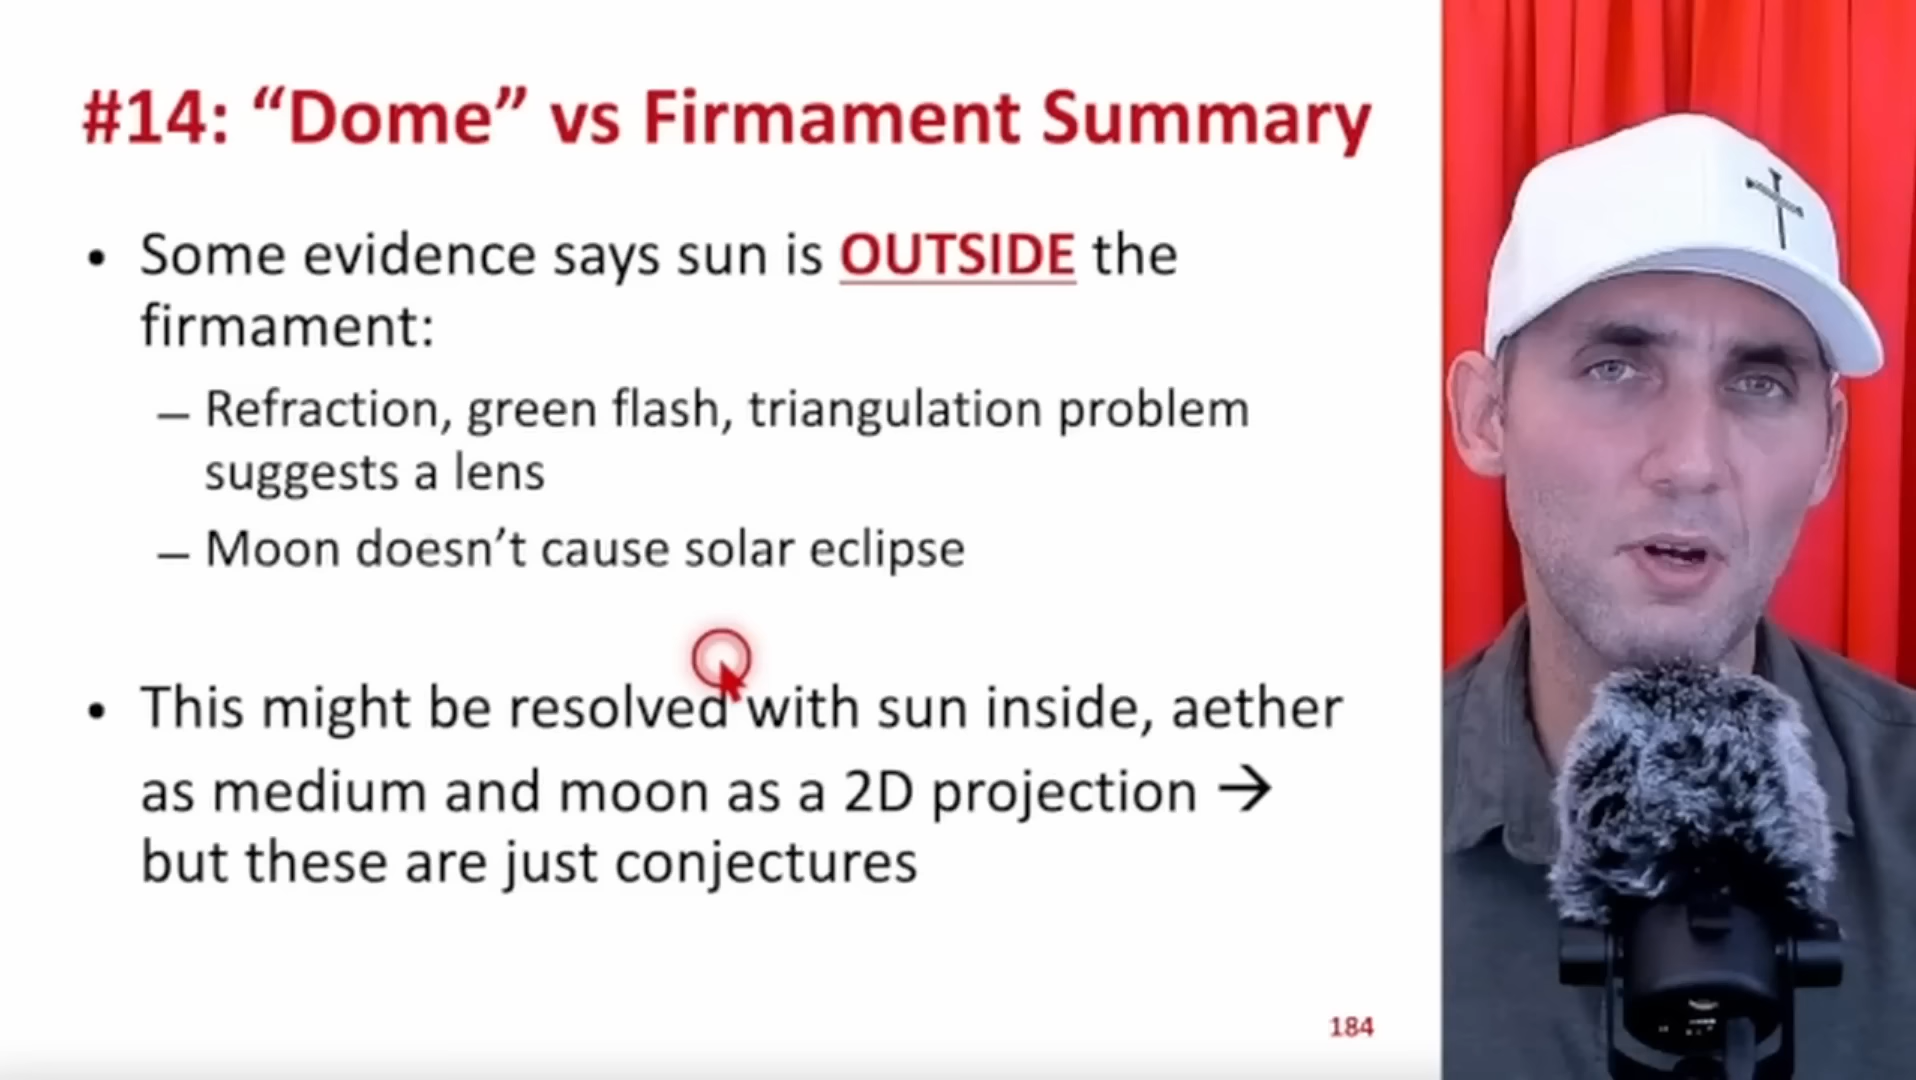 #14: “Dome” vs Firmament Summary
• Some evidence says sun is OUTSIDE the
firmament:
– Refraction, green flash, triangulation problem
suggests a lens
– Moon doesn’t cause solar eclipse
• This might be resolved with sun inside, aether
as medium and moon as a 2D projection →
but these are just conjectures
184